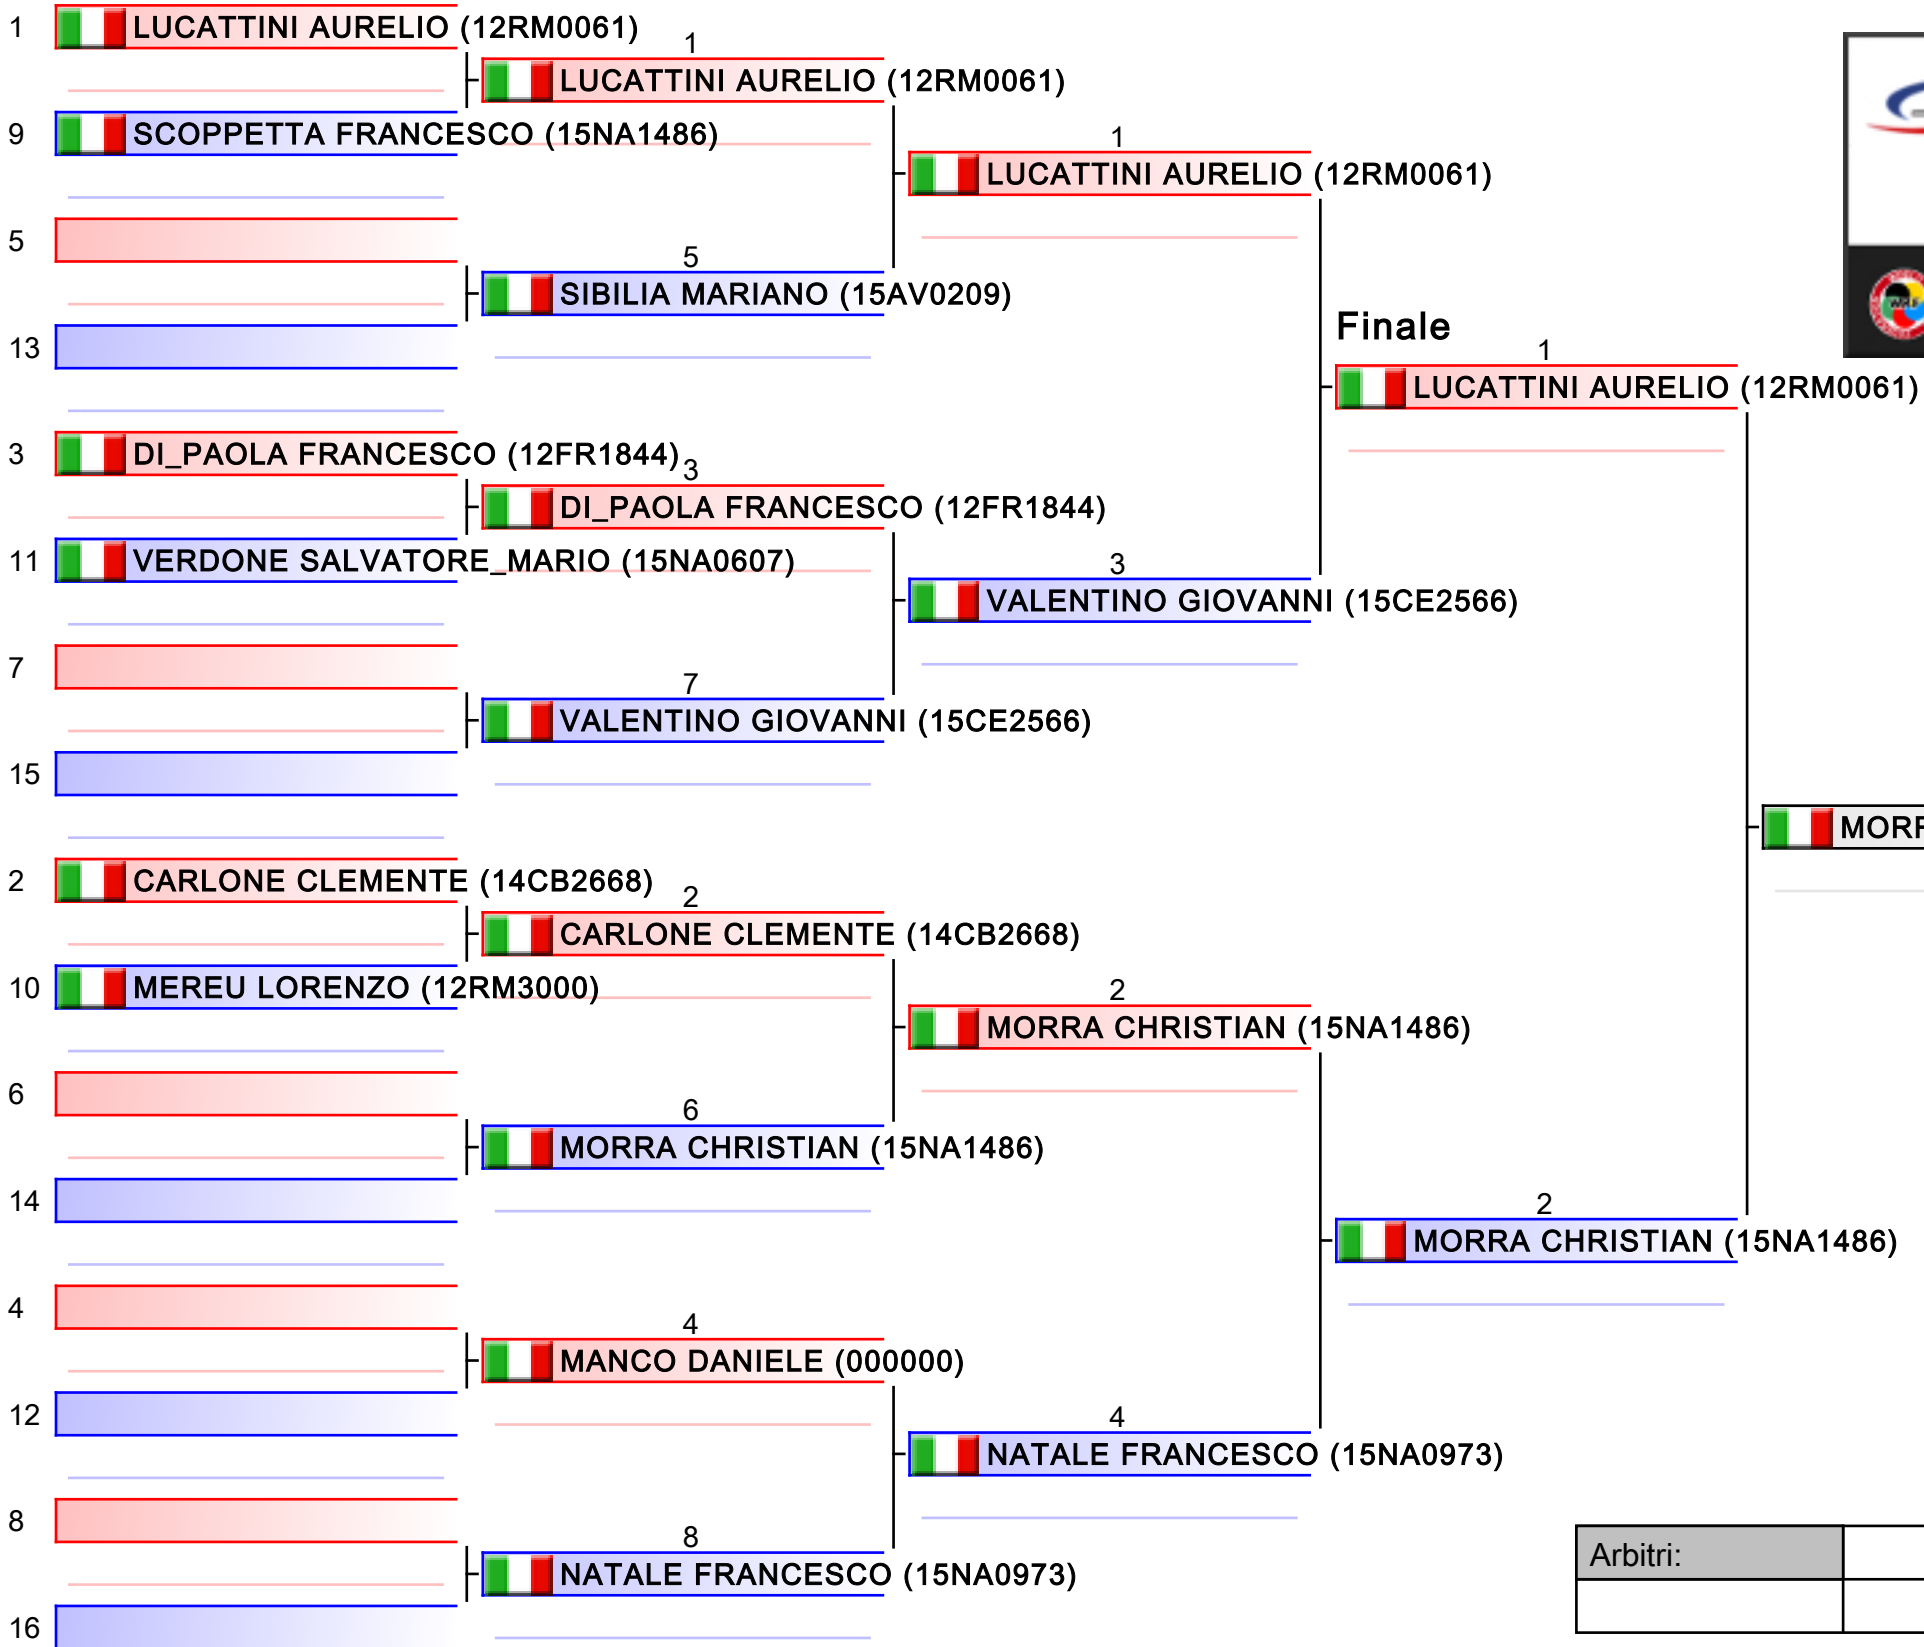 1 LUCATTINI AURELIO (12RM0061)
1
LUCATTINI AURELIO (12RM0061)
9 SCOPPETTA FRANCESCO (15NA1486)
1
LUCATTINI AURELIO (12RM0061)
5
5
SIBILIA MARIANO (15AV0209)
13
Finale
1
LUCATTINI AURELIO (12RM0061)
3 DI_PAOLA FRANCESCO (12FR1844)
3
DI_PAOLA FRANCESCO (12FR1844)
11 VERDONE SALVATORE_MARIO (15NA0607)
3
VALENTINO GIOVANNI (15CE2566)
7
7
VALENTINO GIOVANNI (15CE2566)
15
2 CARLONE CLEMENTE (14CB2668)
2
CARLONE CLEMENTE (14CB2668)
10 MEREU LORENZO (12RM3000)
2
MORRA CHRISTIAN (15NA1486)
6
6
MORRA CHRISTIAN (15NA1486)
14
2
MORRA CHRISTIAN (15NA1486)
4
4
MANCO DANIELE (000000)
12
4
NATALE FRANCESCO (15NA0973)
8
8
NATALE FRANCESCO (15NA0973)
16
Arbitri: